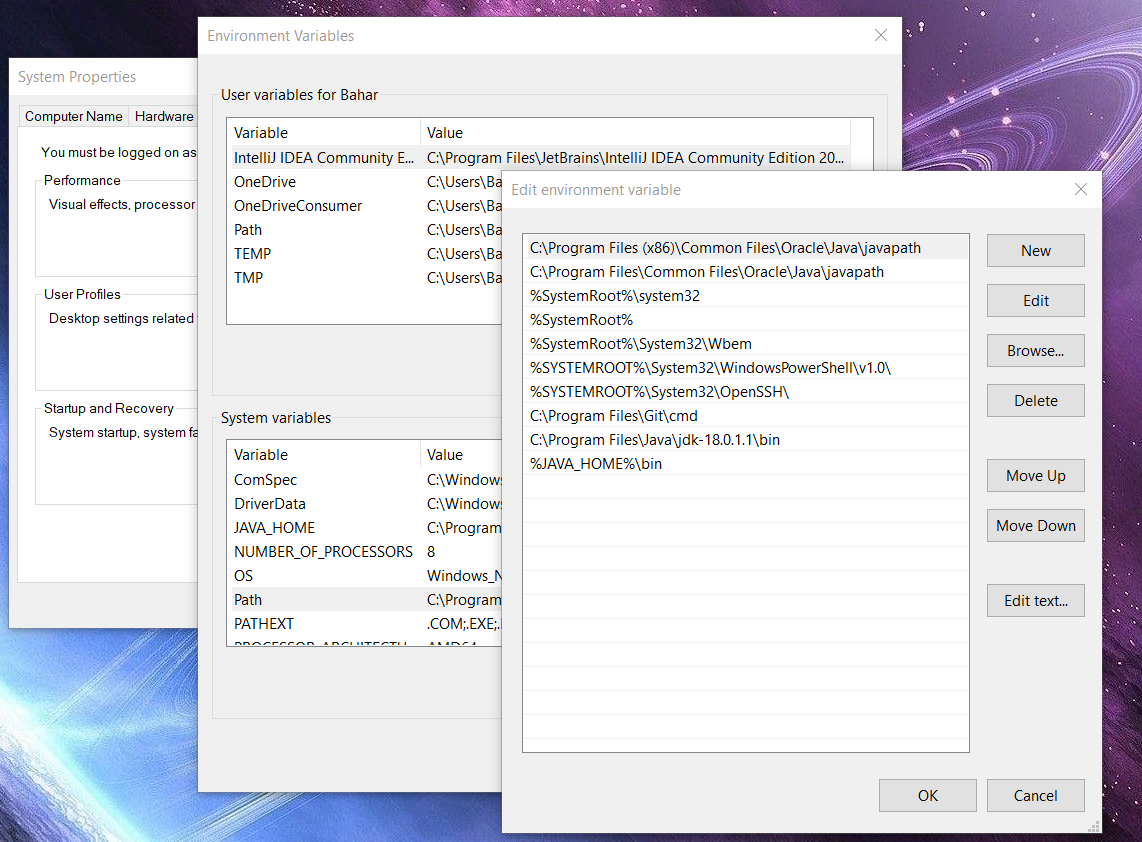 System Properties
Computer Name
Hardware
You must be logged on as
Performance
Visual effects, processor
User Profiles
Desktop settings related
Startup and Recovery
System startup, system fa
Environment Variables
User variables for Bahar
Variable Value
IntelliJ IDEA Community E... C:\Program Files\JetBrains\IntelliJ IDEA Community Edition 20...
OneDrive C:\Users\Ba
OneDriveConsumer C:\Users\Ba
Path C:\Users\Ba
TEMP C:\Users\Ba
TMP C:\Users\Ba
System variables
Variable Value
ComSpec C:\Windows
DriverData C:\Windows
JAVA_HOME C:\Program
NUMBER_OF_PROCESSORS 8
OS Windows_N
Path C:\Program
PATHEXT .COM;.EXE;.
PROCESSOR_ARCHITECTU AMD64
Edit environment variable
C:\Program Files (x86)\Common Files\Oracle\Java\javapath
C:\Program Files\Common Files\Oracle\Java\javapath
%SystemRoot%\system32
%SystemRoot%
%SystemRoot%\System32\Wbem
%SYSTEMROOT%\System32\WindowsPowerShell\v1.0\
%SYSTEMROOT%\System32\OpenSSH\
C:\Program Files\Git\cmd
C:\Program Files\Java\jdk-18.0.1.1\bin
%JAVA_HOME%\bin
New
Edit
Browse...
Delete
Move Up
Move Down
Edit text...
OK
Cancel